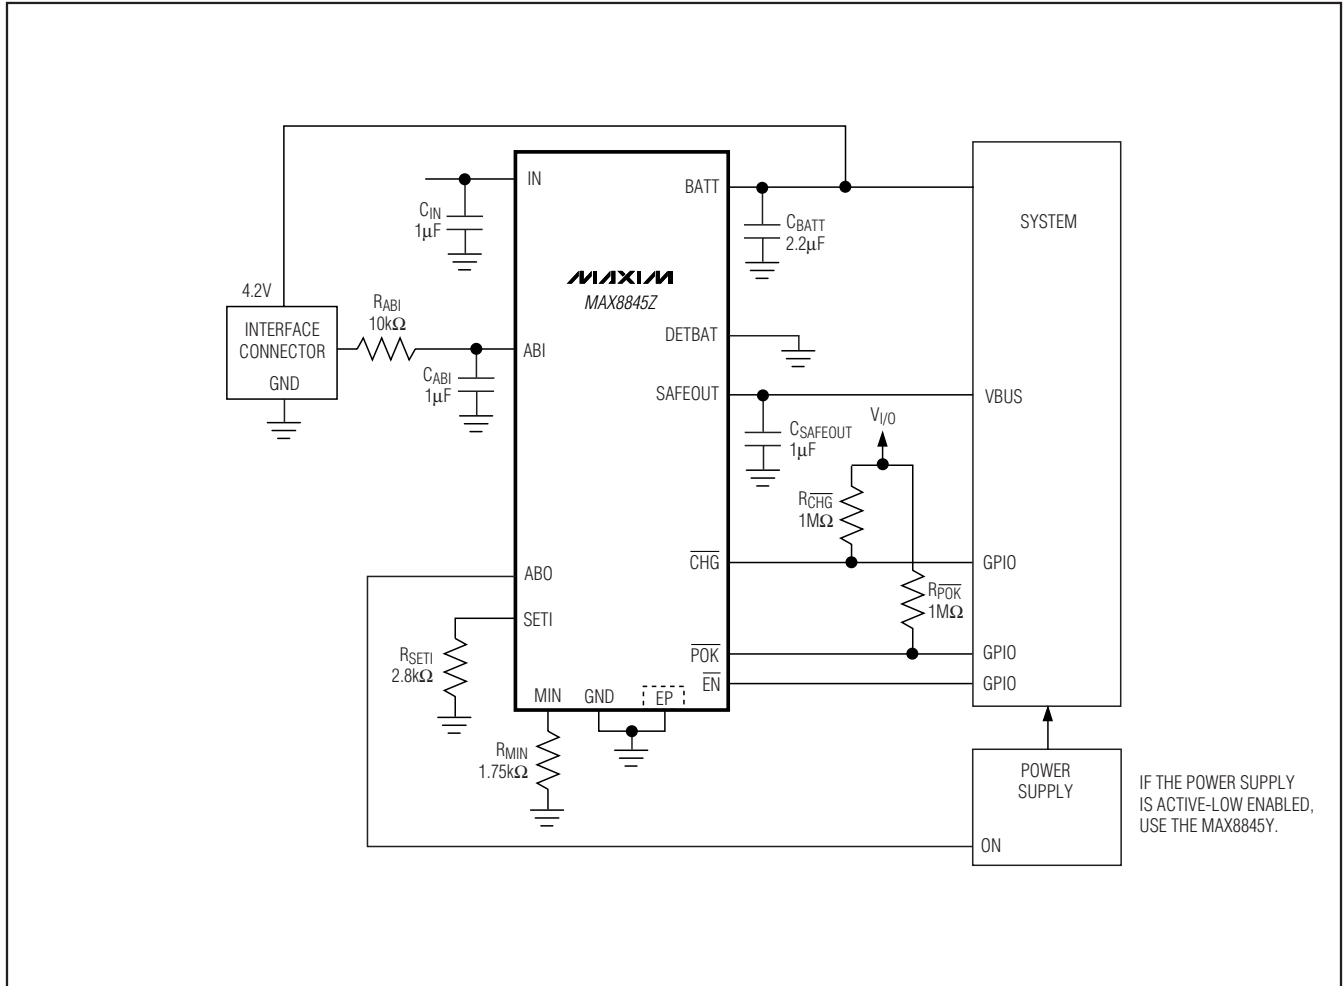 IN
BATT
CIN
1µF
CBATT
2.2µF
SYSTEM
MAXIM
MAX8845Z
4.2V
RABI
10kΩ
INTERFACE
CONNECTOR
GND
ABI
DETBAT
CABI
1µF
SAFEOUT
VBUS
CSAFEOUT
1µF
VI/O
RCHG
1MΩ
CHG
GPIO
ABO
SETI
RPOK
1MΩ
RSETI
2.8kΩ
POK
GPIO
EN
GPIO
MIN
GND
EP
RMIN
1.75kΩ
POWER
SUPPLY
ON
IF THE POWER SUPPLY
IS ACTIVE-LOW ENABLED,
USE THE MAX8845Y.